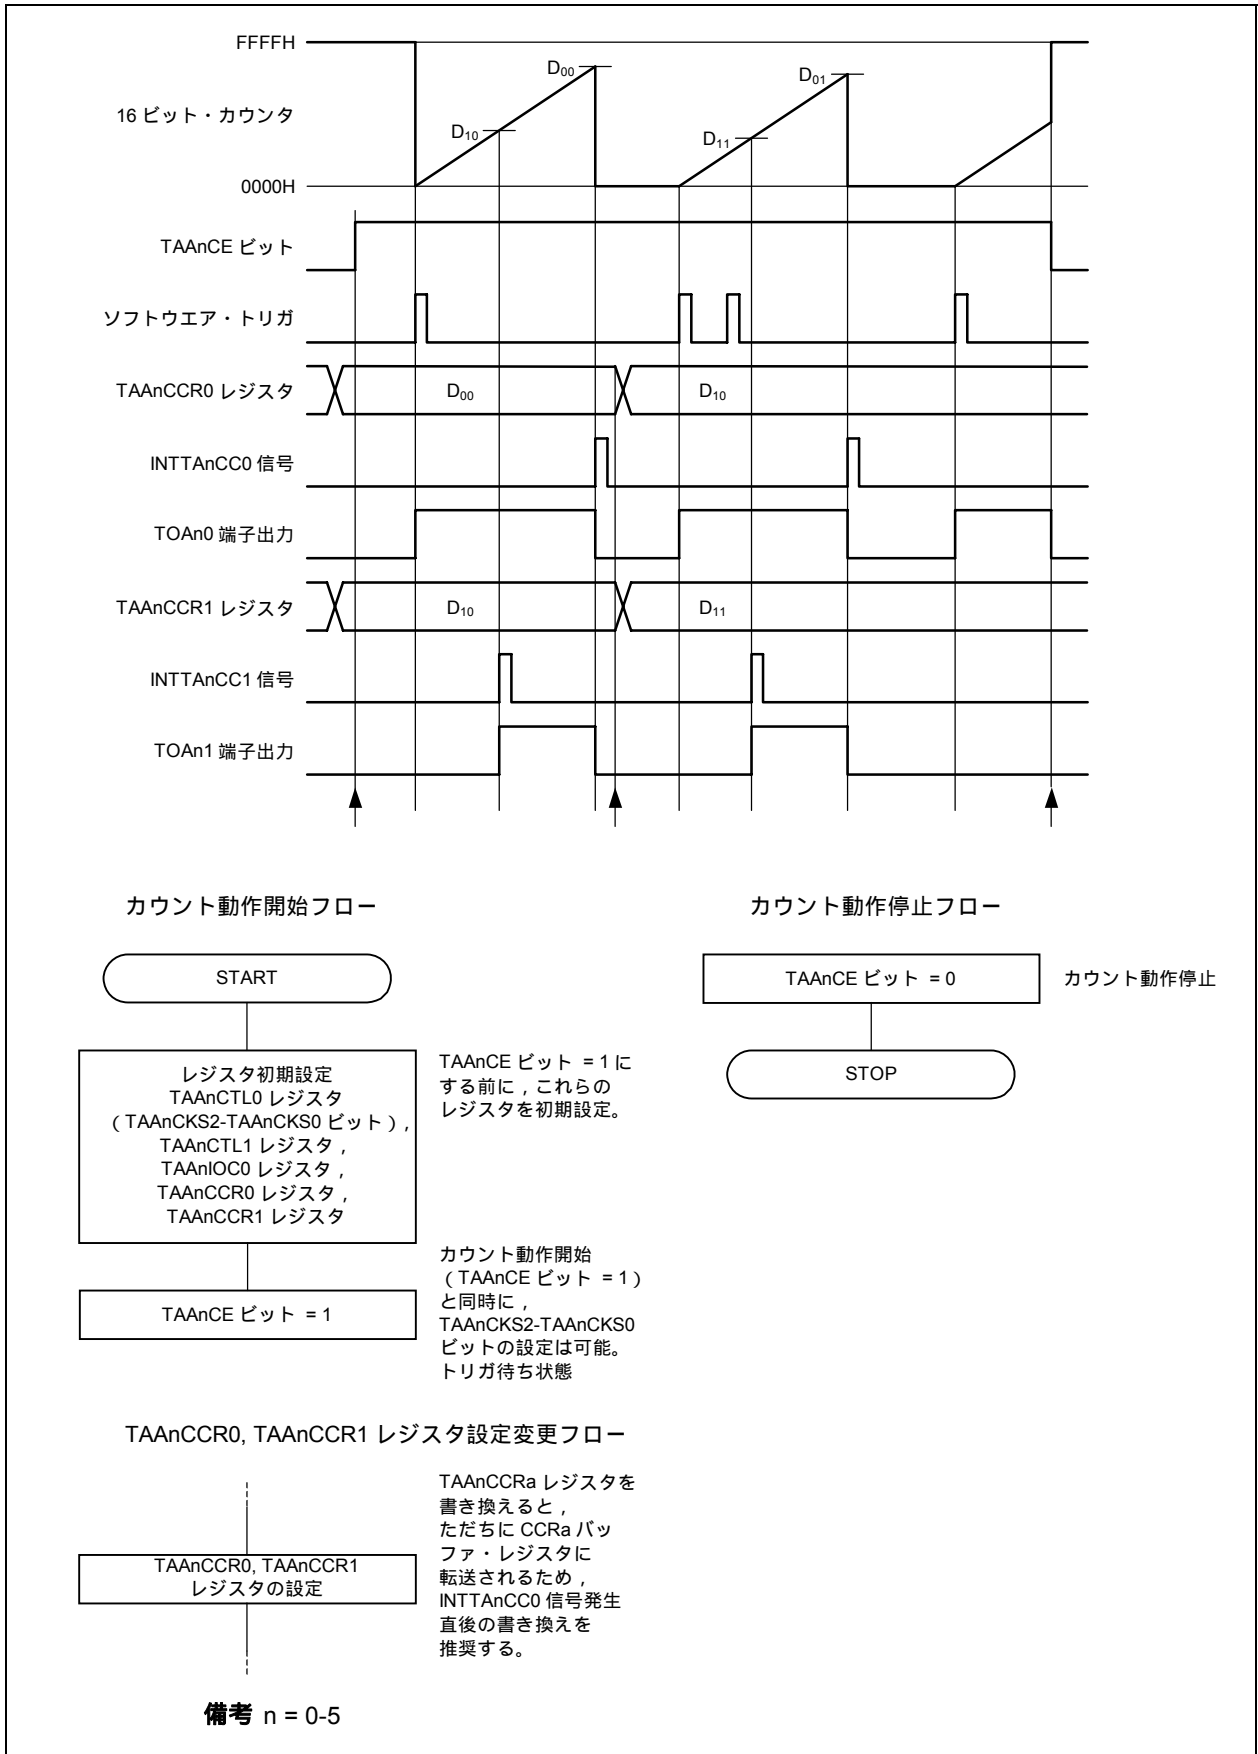 FFFFH
D00
D01
16 ビット・カウンタ
D10
D11
0000H
TAAnCE ビット
ソフトウエア・トリガ
TAAnCCR0 レジスタ
D00
D10
INTTAnCC0 信号
TOAn0 端子出力
TAAnCCR1 レジスタ
D10
D11
INTTAnCC1 信号
TOAn1 端子出力
カウント動作開始フロー
START
レジスタ初期設定
TAAnCTL0 レジスタ
（TAAnCKS2-TAAnCKS0 ビット），
TAAnCTL1 レジスタ，
TAAnIOC0 レジスタ，
TAAnCCR0 レジスタ，
TAAnCCR1 レジスタ
TAAnCE ビット = 1 に
する前に，これらの
レジスタを初期設定。
TAAnCE ビット = 1
カウント動作開始
（TAAnCE ビット = 1）
と同時に，
TAAnCKS2-TAAnCKS0
ビットの設定は可能。
トリガ待ち状態
カウント動作停止フロー
TAAnCE ビット = 0
カウント動作停止
STOP
TAAnCCR0, TAAnCCR1 レジスタ設定変更フロー
TAAnCCR0, TAAnCCR1
レジスタの設定
TAAnCCRa レジスタを
書き換えると，
ただちに CCRa バッ
ファ・レジスタに
転送されるため，
INTTAnCC0 信号発生
直後の書き換えを
推奨する。
備考 n = 0-5